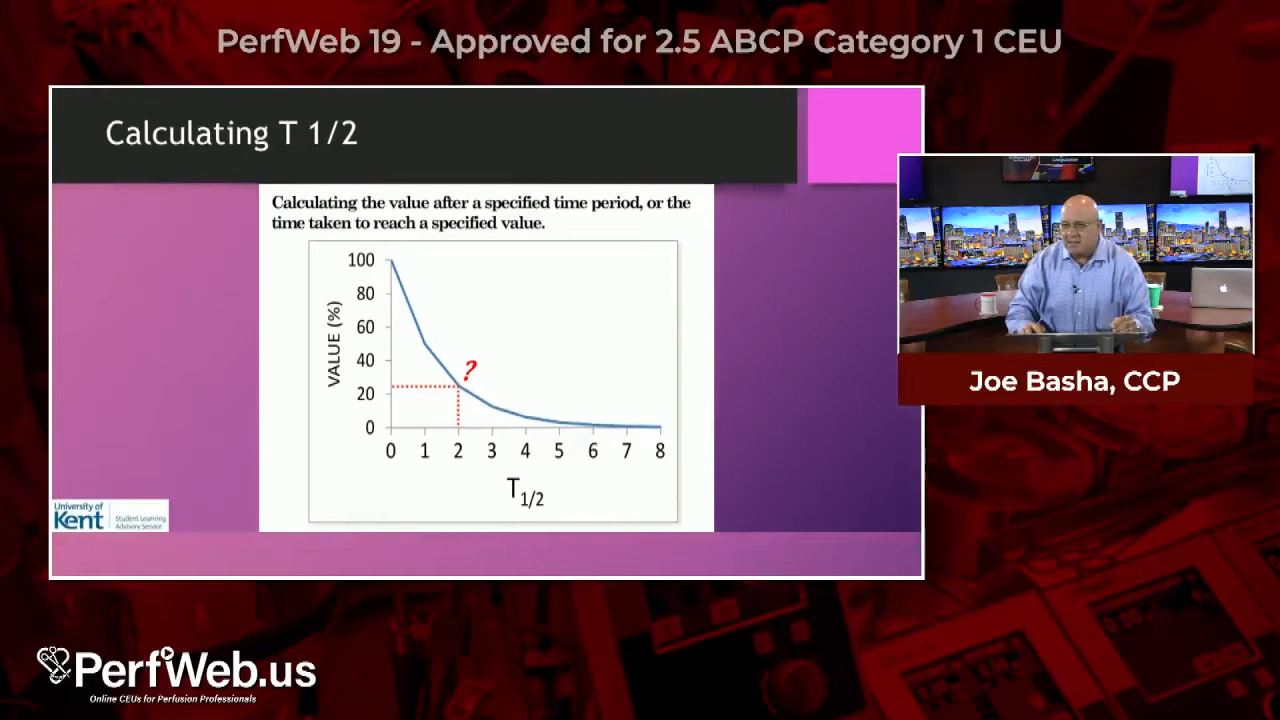 PerfWeb 19 - Approved for 2.5 ABCP Category 1 CEU
Calculating T 1/2
Calculating the value after a specified time period, or the
time taken to reach a specified value.
100
80
60
40
20
0
VALUE (%)
?
0 1 2 3 4 5 6 7 8
T1/2
University of
Kent
Student Learning
Advisory Service
Joe Basha, CCP
PerfWeb.us
Online CEUs for Perfusion Professionals